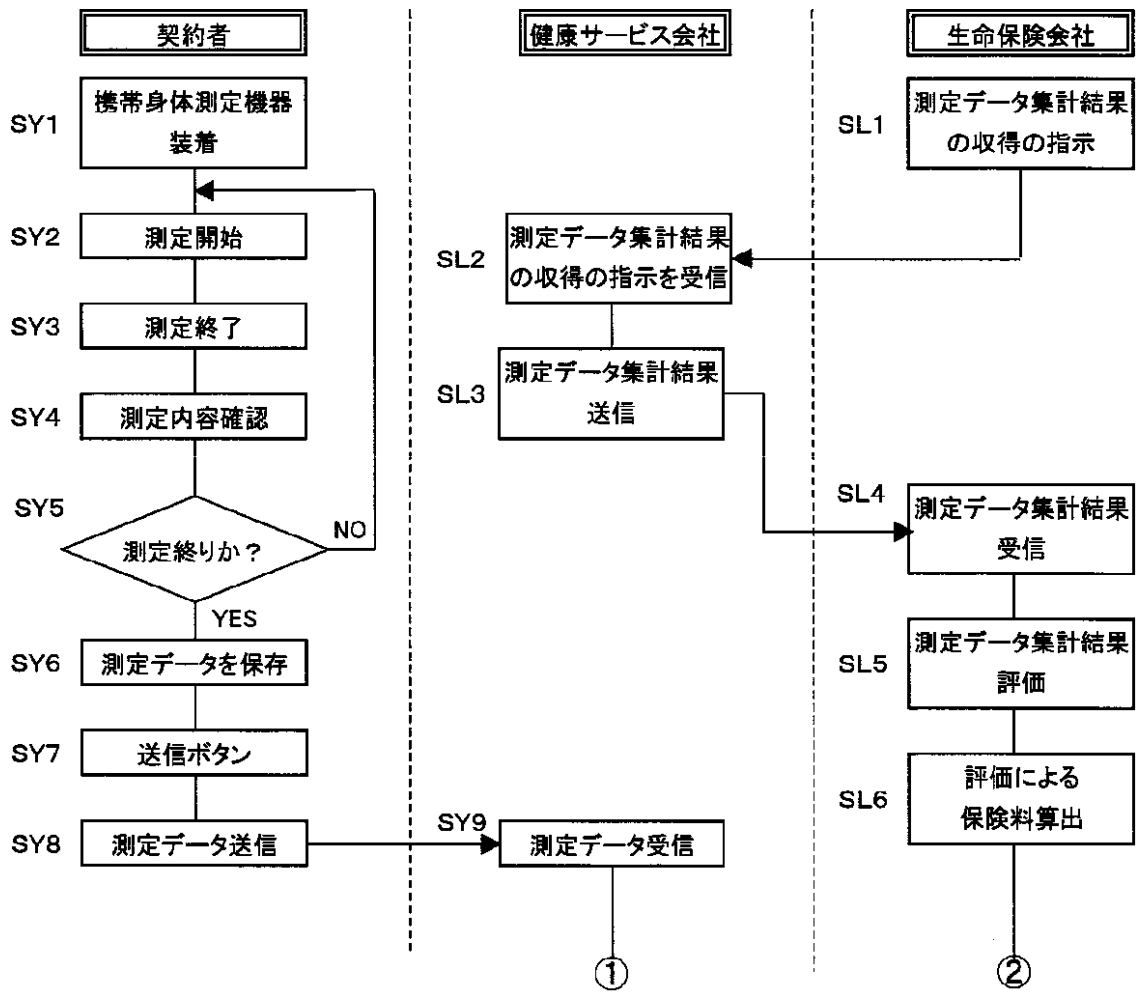 契約者
健康サービス会社
生命保険会社
SY1
携帯身体測定機器
装着
SL1
測定データ集計結果
の収得の指示
SY2
測定開始
SL2
測定データ集計結果
の収得の指示を受信
SY3
測定終了
SL3
測定データ集計結果
送信
SY4
測定内容確認
SY5
測定終りか？
NO
YES
SL4
測定データ集計結果
受信
SY6
測定データを保存
SL5
測定データ集計結果
評価
SY7
送信ボタン
SL6
評価による
保険料算出
SY8
測定データ送信
SY9
測定データ受信
①
②